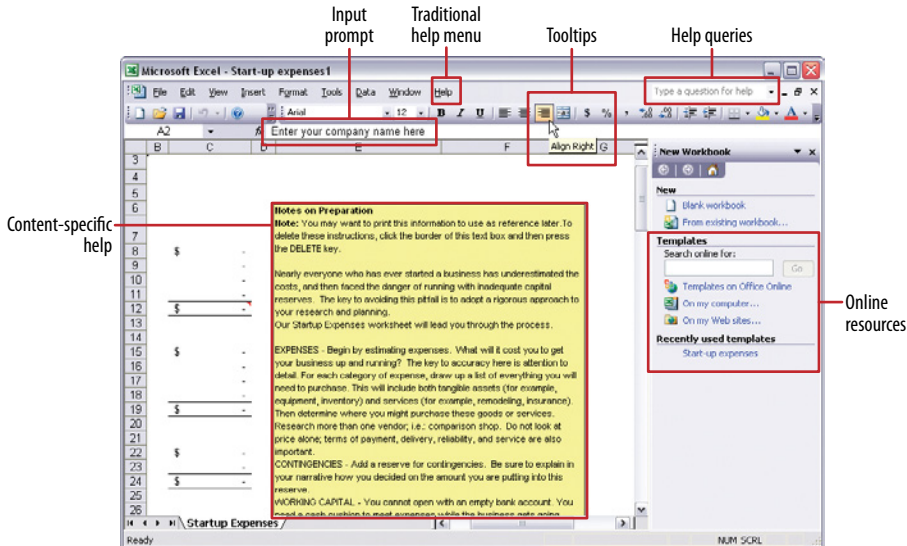 Input prompt
Traditional help menu
Tooltips
Help queries
Microsoft Excel - Start-up expenses1
File Edit View Insert Format Tools Data Window Help
Type a question for help
Arial 12 B I U $ % ,
A2 fx Enter your company name here
Align Right
B C D E F G
New Workbook
3
4
5
6
7
8 $ -
9 -
10 -
11 -
12 $ -
13
14
15 $ -
16 -
17 -
18 -
19 $ -
20
21
22 $ -
23 -
24 $ -
25
26
Content-specific help
Notes on Preparation
Note: You may want to print this information to use as reference later.To
delete these instructions, click the border of this text box and then press
the DELETE key.
Nearly everyone who has ever started a business has underestimated the
costs, and then faced the danger of running with inadequate capital
reserves. The key to avoiding this pitfall is to adopt a rigorous approach to
your research and planning.
Our Startup Expenses worksheet will lead you through the process.
EXPENSES - Begin by estimating expenses. What will it cost you to get
your business up and running? The key to accuracy here is attention to
detail. For each category of expense, draw up a list of everything you will
need to purchase. This will include both tangible assets (for example,
equipment, inventory) and services (for example, remodeling, insurance).
Then determine where you might purchase these goods or services.
Research more than one vendor; i.e.: comparison shop. Do not look at
price alone; terms of payment, delivery, reliability, and service are also
important.
CONTINGENCIES - Add a reserve for contingencies. Be sure to explain in
your narrative how you decided on the amount you are putting into this
reserve.
WORKING CAPITAL - You cannot open with an empty bank account. You
need a cash cushion to meet expenses while the business gets going
New
Blank workbook
From existing workbook...
Templates
Search online for:
Go
Templates on Office Online
On my computer...
On my Web sites...
Recently used templates
Start-up expenses
Online resources
Startup Expenses
Ready
NUM SCRL